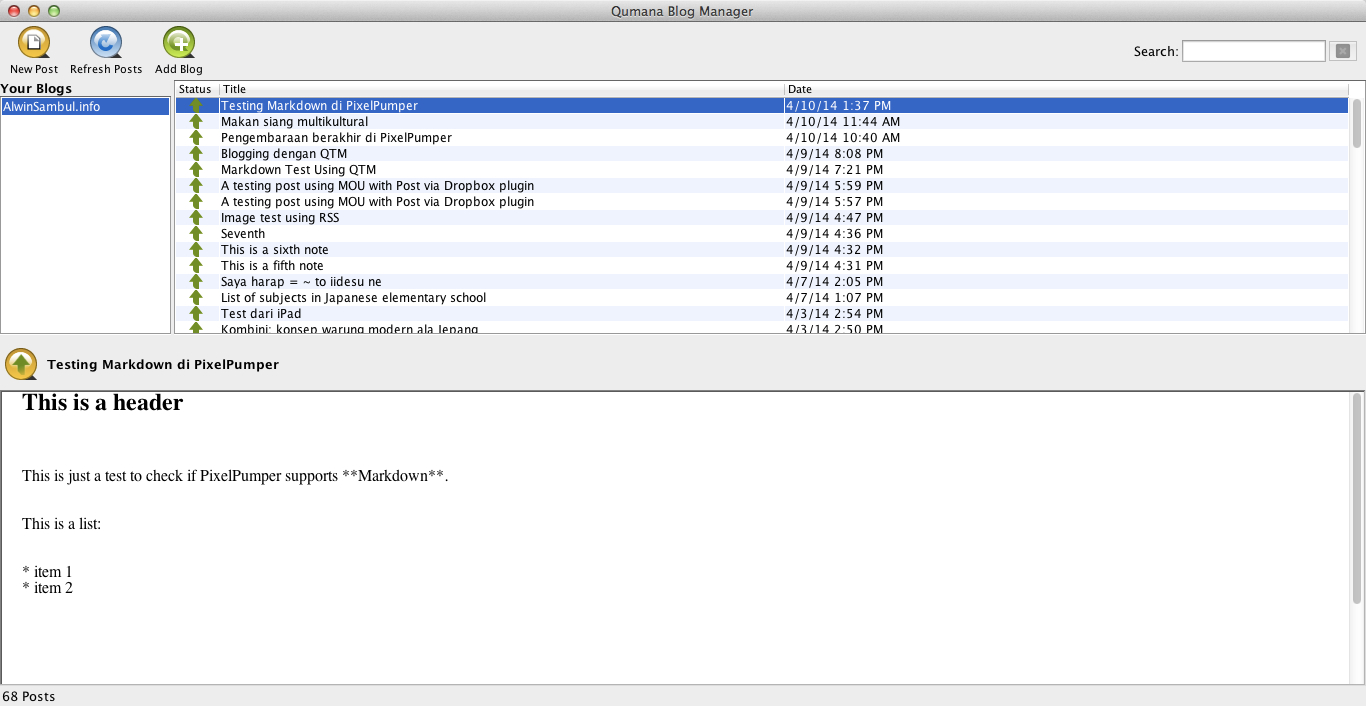 Qumana Blog Manager
New Post Refresh Posts Add Blog Search:
Your Blogs
AlwinSambul.info
Status Title Date
Testing Markdown di PixelPumper 4/10/14 1:37 PM
Makan siang multikultural 4/10/14 11:44 AM
Pengembaraan berakhir di PixelPumper 4/10/14 10:40 AM
Blogging dengan QTM 4/9/14 8:08 PM
Markdown Test Using QTM 4/9/14 7:21 PM
A testing post using MOU with Post via Dropbox plugin 4/9/14 5:59 PM
A testing post using MOU with Post via Dropbox plugin 4/9/14 5:57 PM
Image test using RSS 4/9/14 4:47 PM
Seventh 4/9/14 4:36 PM
This is a sixth note 4/9/14 4:32 PM
This is a fifth note 4/9/14 4:31 PM
Saya harap = ~ to iidesu ne 4/7/14 2:05 PM
List of subjects in Japanese elementary school 4/7/14 1:07 PM
Test dari iPad 4/3/14 2:54 PM
Kombini: konsep warung modern ala Jepang 4/3/14 2:50 PM
Testing Markdown di PixelPumper
This is a header
This is just a test to check if PixelPumper supports **Markdown**.
This is a list:
* item 1
* item 2
68 Posts